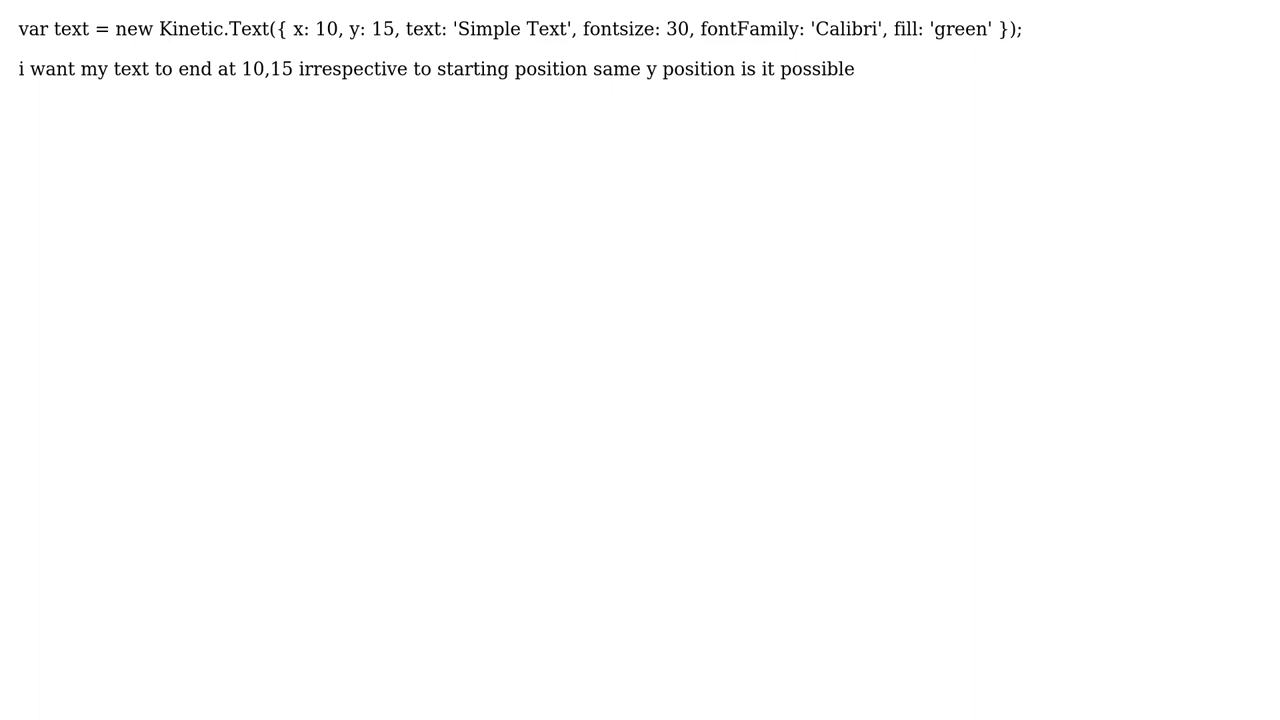 var text = new Kinetic.Text({ x: 10, y: 15, text: 'Simple Text', fontsize: 30, fontFamily: 'Calibri', fill: 'green' });
i want my text to end at 10,15 irrespective to starting position same y position is it possible